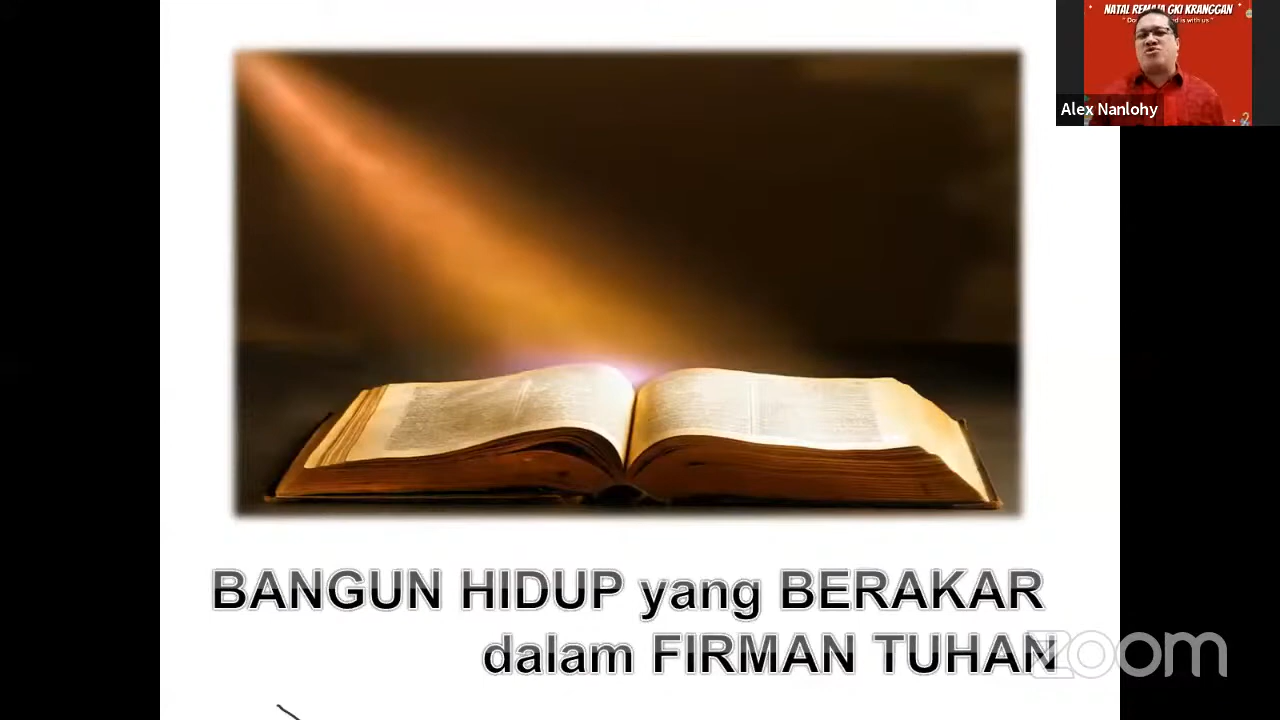 NATAL REMAJA GKI KRANGGAN
Alex Nanlohy
BANGUN HIDUP yang BERAKAR
dalam FIRMAN TUHAN
zoom